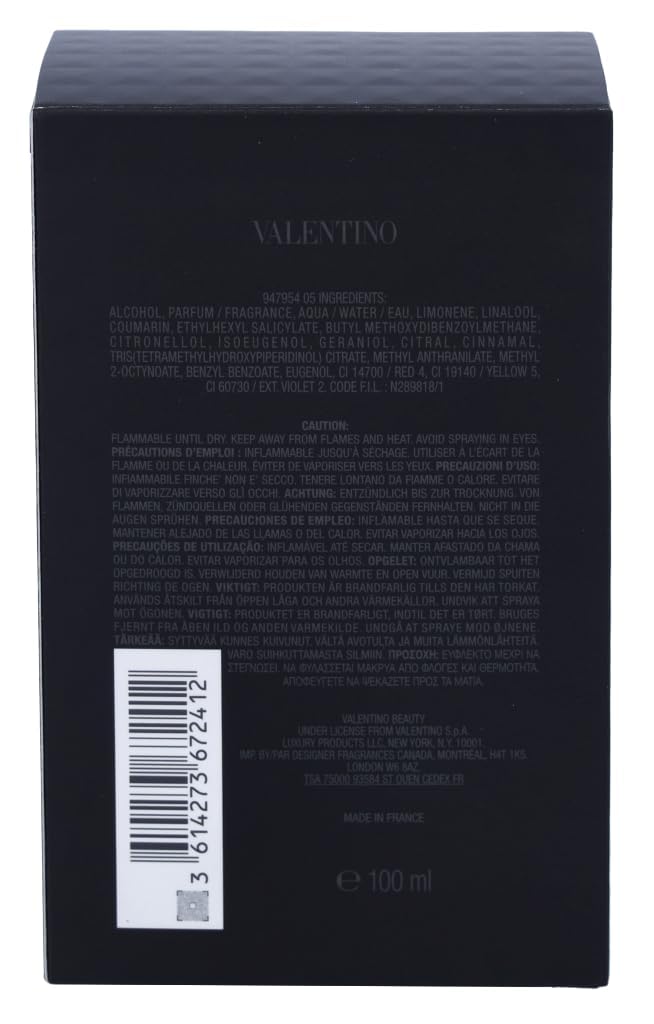 VALENTINO
947954 05 INGREDIENTS:
ALCOHOL, PARFUM / FRAGRANCE, AQUA / WATER / EAU, LIMONENE, LINALOOL,
COUMARIN, ETHYLHEXYL SALICYLATE, BUTYL METHOXYDIBENZOYLMETHANE,
CITRONELLOL, ISOEUGENOL, GERANIOL, CITRAL, CINNAMAL,
TRIS(TETRAMETHYLHYDROXYPIPERIDINOL) CITRATE, METHYL ANTHRANILATE, METHYL
2-OCTYNOATE, BENZYL BENZOATE, EUGENOL, CI 14700 / RED 4, CI 19140 / YELLOW 5,
CI 60730 / EXT. VIOLET 2. CODE F.I.L. : N289818/1
CAUTION:
FLAMMABLE UNTIL DRY. KEEP AWAY FROM FLAMES AND HEAT. AVOID SPRAYING IN EYES.
PRÉCAUTIONS D'EMPLOI : INFLAMMABLE JUSQU'À SÉCHAGE. UTILISER À L'ÉCART DE LA
FLAMME OU DE LA CHALEUR. ÉVITER DE VAPORISER VERS LES YEUX. PRECAUZIONI D'USO:
INFIAMMABILE FINCHE' NON E' SECCO. TENERE LONTANO DA FIAMME O CALORE. EVITARE
DI VAPORIZZARE VERSO GLI OCCHI. ACHTUNG: ENTZÜNDLICH BIS ZUR TROCKNUNG. VON
FLAMMEN, ZÜNDQUELLEN ODER GLÜHENDEN GEGENSTÄNDEN FERNHALTEN. NICHT IN DIE
AUGEN SPRÜHEN. PRECAUCIONES DE EMPLEO: INFLAMABLE HASTA QUE SE SEQUE.
MANTENER ALEJADO DE LAS LLAMAS O DEL CALOR. EVITAR VAPORIZAR HACIA LOS OJOS.
PRECAUÇÕES DE UTILIZAÇÃO: INFLAMÁVEL ATÉ SECAR. MANTER AFASTADO DA CHAMA
OU DO CALOR. EVITAR VAPORIZAR PARA OS OLHOS. OPGELET: ONTVLAMBAAR TOT HET
OPGEDROOGD IS. VERWIJDERD HOUDEN VAN WARMTE EN OPEN VUUR. VERMIJD SPUITEN
RICHTING DE OGEN. VIKTIGT: PRODUKTEN ÄR BRANDFARLIG TILLS DEN HAR TORKAT.
ANVÄNDS ÅTSKILT FRÅN ÖPPEN LÅGA OCH ANDRA VÄRMEKÄLLOR. UNDVIK ATT SPRAYA
MOT ÖGONEN. VIGTIGT: PRODUKTET ER BRANDFARLIGT, INDTIL DET ER TØRT. BRUGES
FJERNT FRA ÅBEN ILD OG ANDEN VARMEKILDE. UNDGÅ AT SPRAYE MOD ØJNENE.
TÄRKEÄÄ: SYTTYVÄÄ KUNNES KUIVUNUT. VÄLTÄ AVOTULTA JA MUITA LÄMMÖNLÄHTEITÄ.
VARO SUIHKUTTAMASTA SILMIIN. ΠΡΟΣΟΧΗ: ΕΥΦΛΕΚΤΟ ΜΕΧΡΙ ΝΑ
ΣΤΕΓΝΩΣΕΙ. ΝΑ ΦΥΛΑΣΣΕΤΑΙ ΜΑΚΡΥΑ ΑΠΟ ΦΛΟΓΕΣ ΚΑΙ ΘΕΡΜΟΤΗΤΑ.
ΑΠΟΦΕΥΓΕΤΕ ΝΑ ΨΕΚΑΖΕΤΕ ΠΡΟΣ ΤΑ ΜΑΤΙΑ.
VALENTINO BEAUTY
UNDER LICENSE FROM VALENTINO S.p.A.
LUXURY PRODUCTS LLC, NEW YORK, N.Y. 10001.
IMP. BY/PAR DESIGNER FRAGRANCES CANADA, MONTRÉAL, H4T 1K5.
LONDON W6 8AZ
TSA 75000 93584 ST OUEN CEDEX FR
MADE IN FRANCE
℮ 100 ml
3 614273 672412